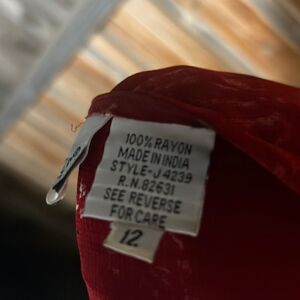 100% RAYON
MADE IN INDIA
STYLE-J4239
R.N.82631
SEE REVERSE
FOR CARE
12